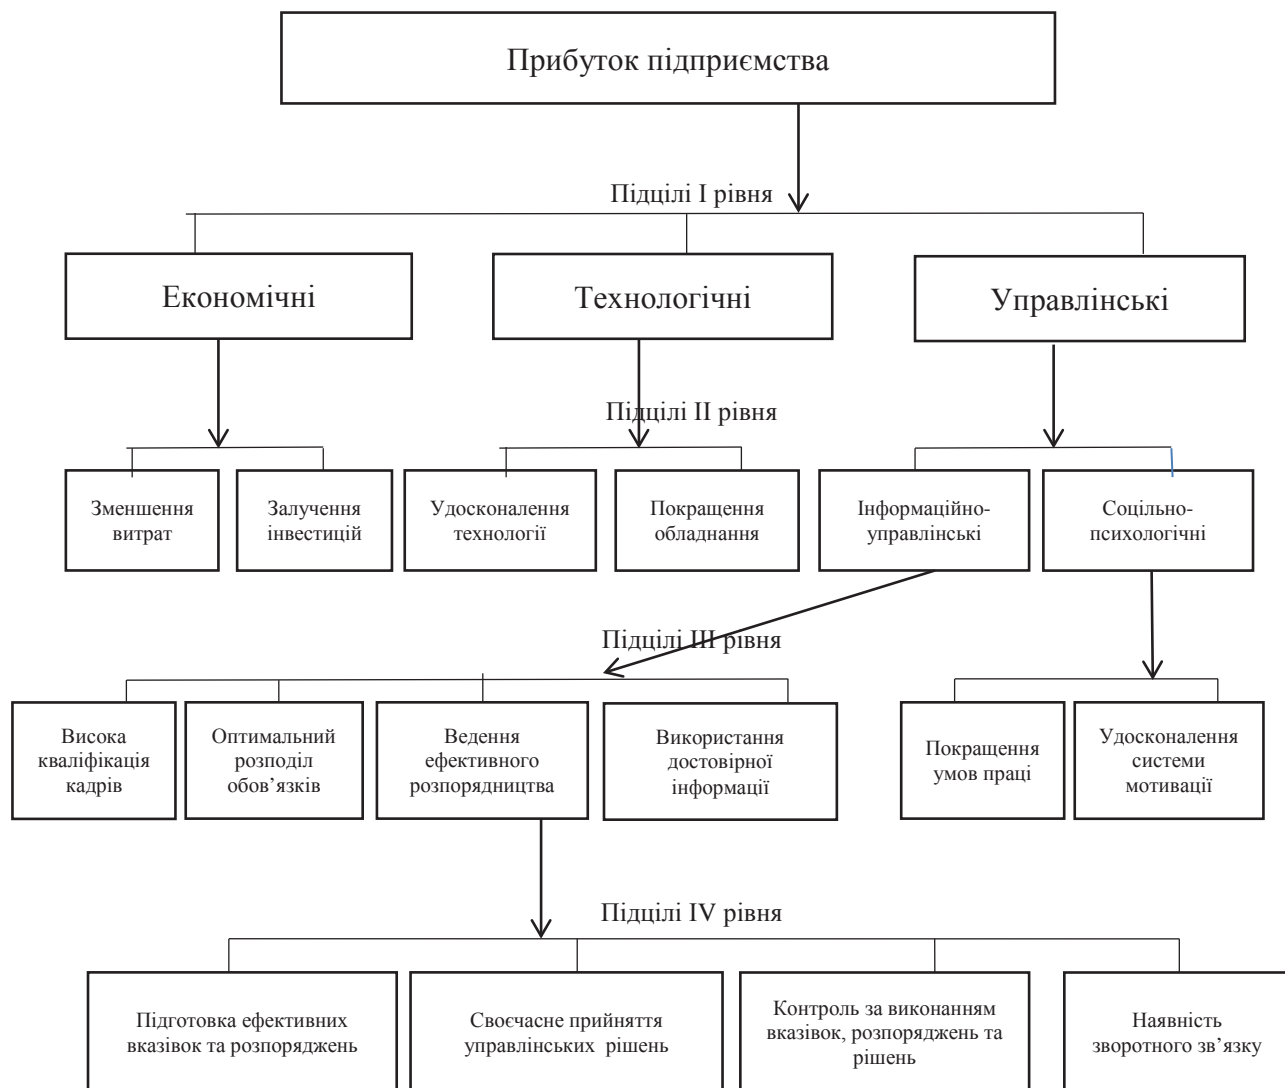 Прибуток підприємства
Підцілі І рівня
Економічні
Технологічні
Управлінські
Підцілі ІІ рівня
Зменшення
витрат
Залучення
інвестицій
Удосконалення
технології
Покращення
обладнання
Інформаційно-
управлінські
Соцільно-
психологічні
Підцілі ІІІ рівня
Висока
кваліфікація
кадрів
Оптимальний
розподіл
обов’язків
Ведення
ефективного
розпорядництва
Використання
достовірної
інформації
Покращення
умов праці
Удосконалення
системи
мотивації
Підцілі IV рівня
Підготовка ефективних
вказівок та розпоряджень
Своєчасне прийняття
управлінських рішень
Контроль за виконанням
вказівок, розпоряджень та
рішень
Наявність
зворотного зв’язку